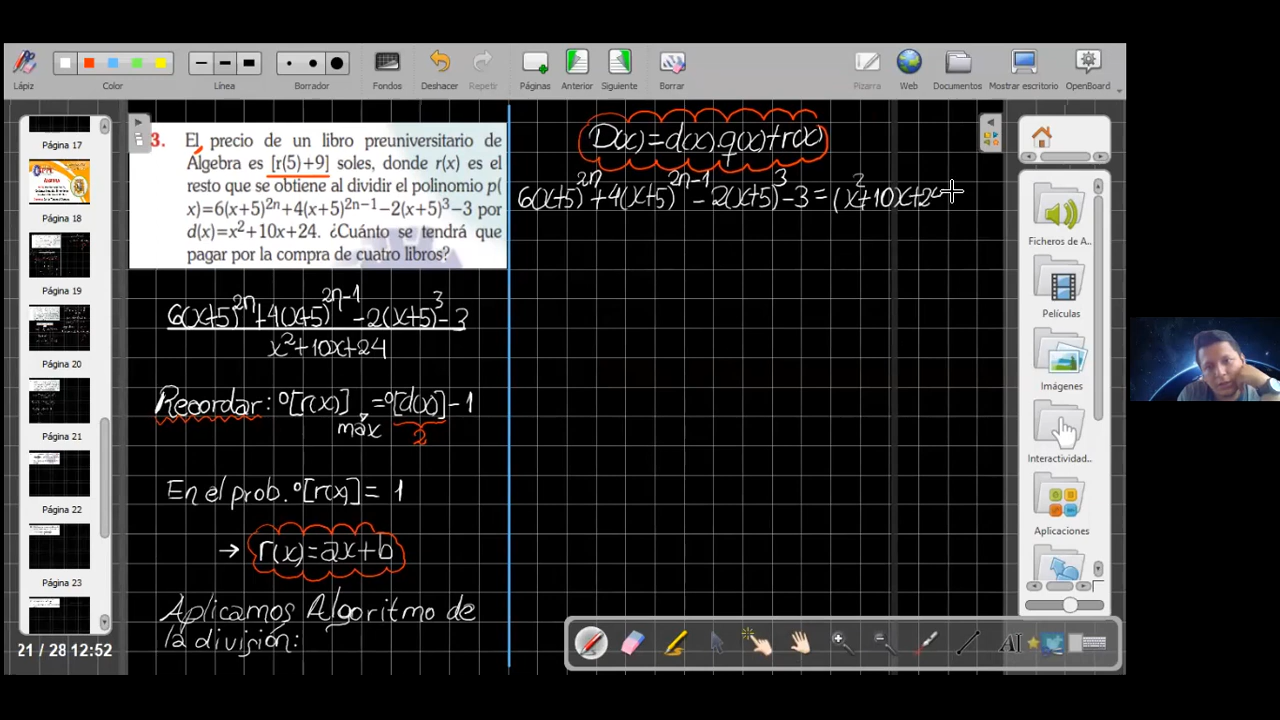 Lápiz
Color
Línea
Borrador
Fondos
Deshacer
Repetir
Páginas
Anterior
Siguiente
Borrar
Pizarra
Web
Documentos
Mostrar escritorio
OpenBoard
Página 17
Página 18
Página 19
Página 20
Página 21
Página 22
Página 23
21 / 28 12:52
3. El precio de un libro preuniversitario de
Álgebra es [r(5)+9] soles, donde r(x) es el
resto que se obtiene al dividir el polinomio p(
x)=6(x+5)²ⁿ+4(x+5)²ⁿ⁻¹−2(x+5)³−3 por
d(x)=x²+10x+24. ¿Cuánto se tendrá que
pagar por la compra de cuatro libros?
6(x+5)²ⁿ+4(x+5)²ⁿ⁻¹−2(x+5)³−3
x²+10x+24
Recordar: °[r(x)] máx = °[d(x)]−1
2
En el prob. °[r(x)] = 1
→ r(x)=ax+b
Aplicamos Algoritmo de
la división:
D(x)=d(x).q(x)+r(x)
6(x+5)²ⁿ+4(x+5)²ⁿ⁻¹−2(x+5)³−3=(x²+10x+24
Ficheros de A...
Películas
Imágenes
Interactividad...
Aplicaciones
AI